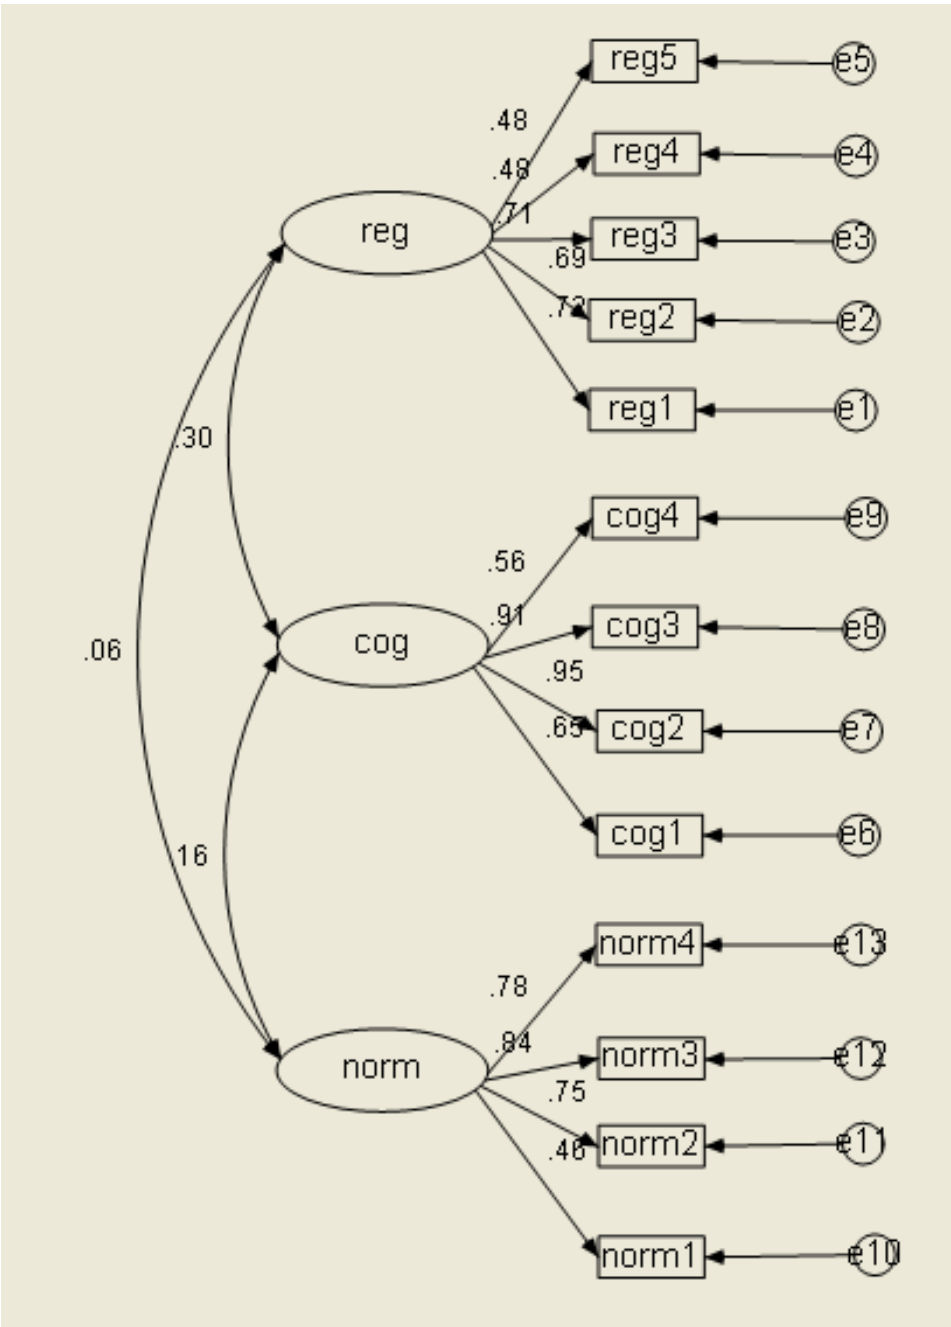 reg5 e5
.48
reg4 e4
.48
.71
reg
reg3 e3
.69
.73
reg2 e2
reg1 e1
.30
cog4 e9
.56
.91
cog3 e8
cog
.06
.95
.65
cog2 e7
cog1 e6
16
norm4 e13
.78
.84
norm3 e12
norm
.75
.46
norm2 e11
norm1 e10